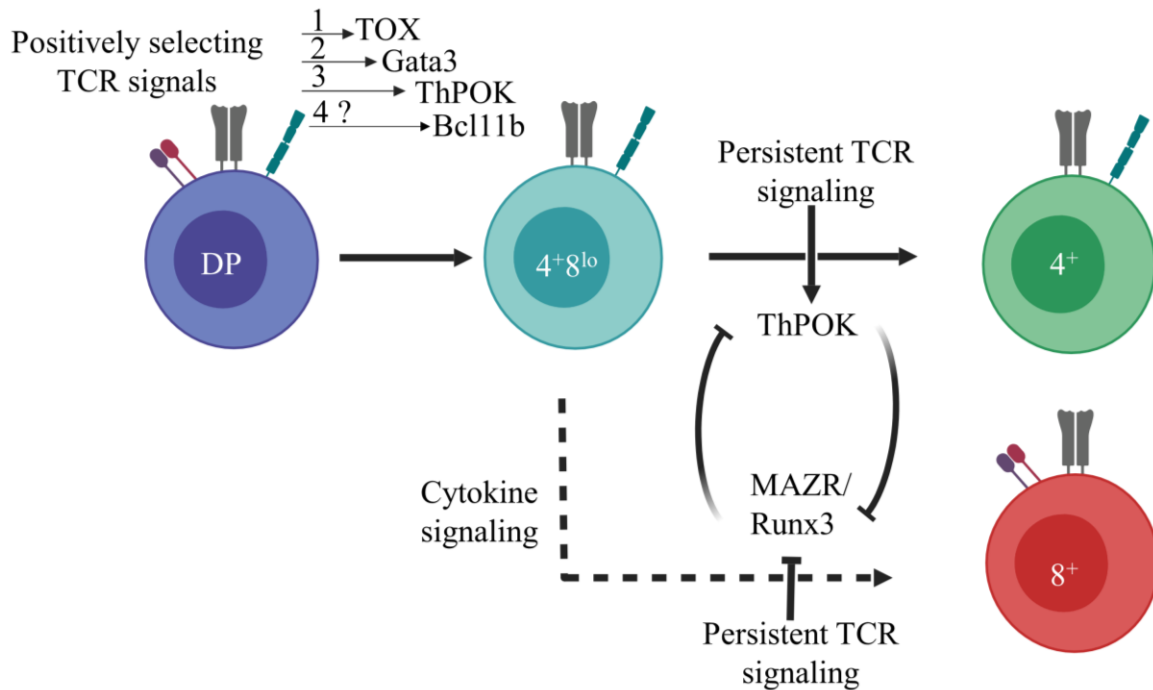 Positively selecting
TCR signals
1 TOX
2 Gata3
3 ThPOK
4 ? Bcl11b
DP
4⁺8ˡᵒ
Persistent TCR
signaling
4⁺
ThPOK
Cytokine
signaling
MAZR/
Runx3
8⁺
Persistent TCR
signaling